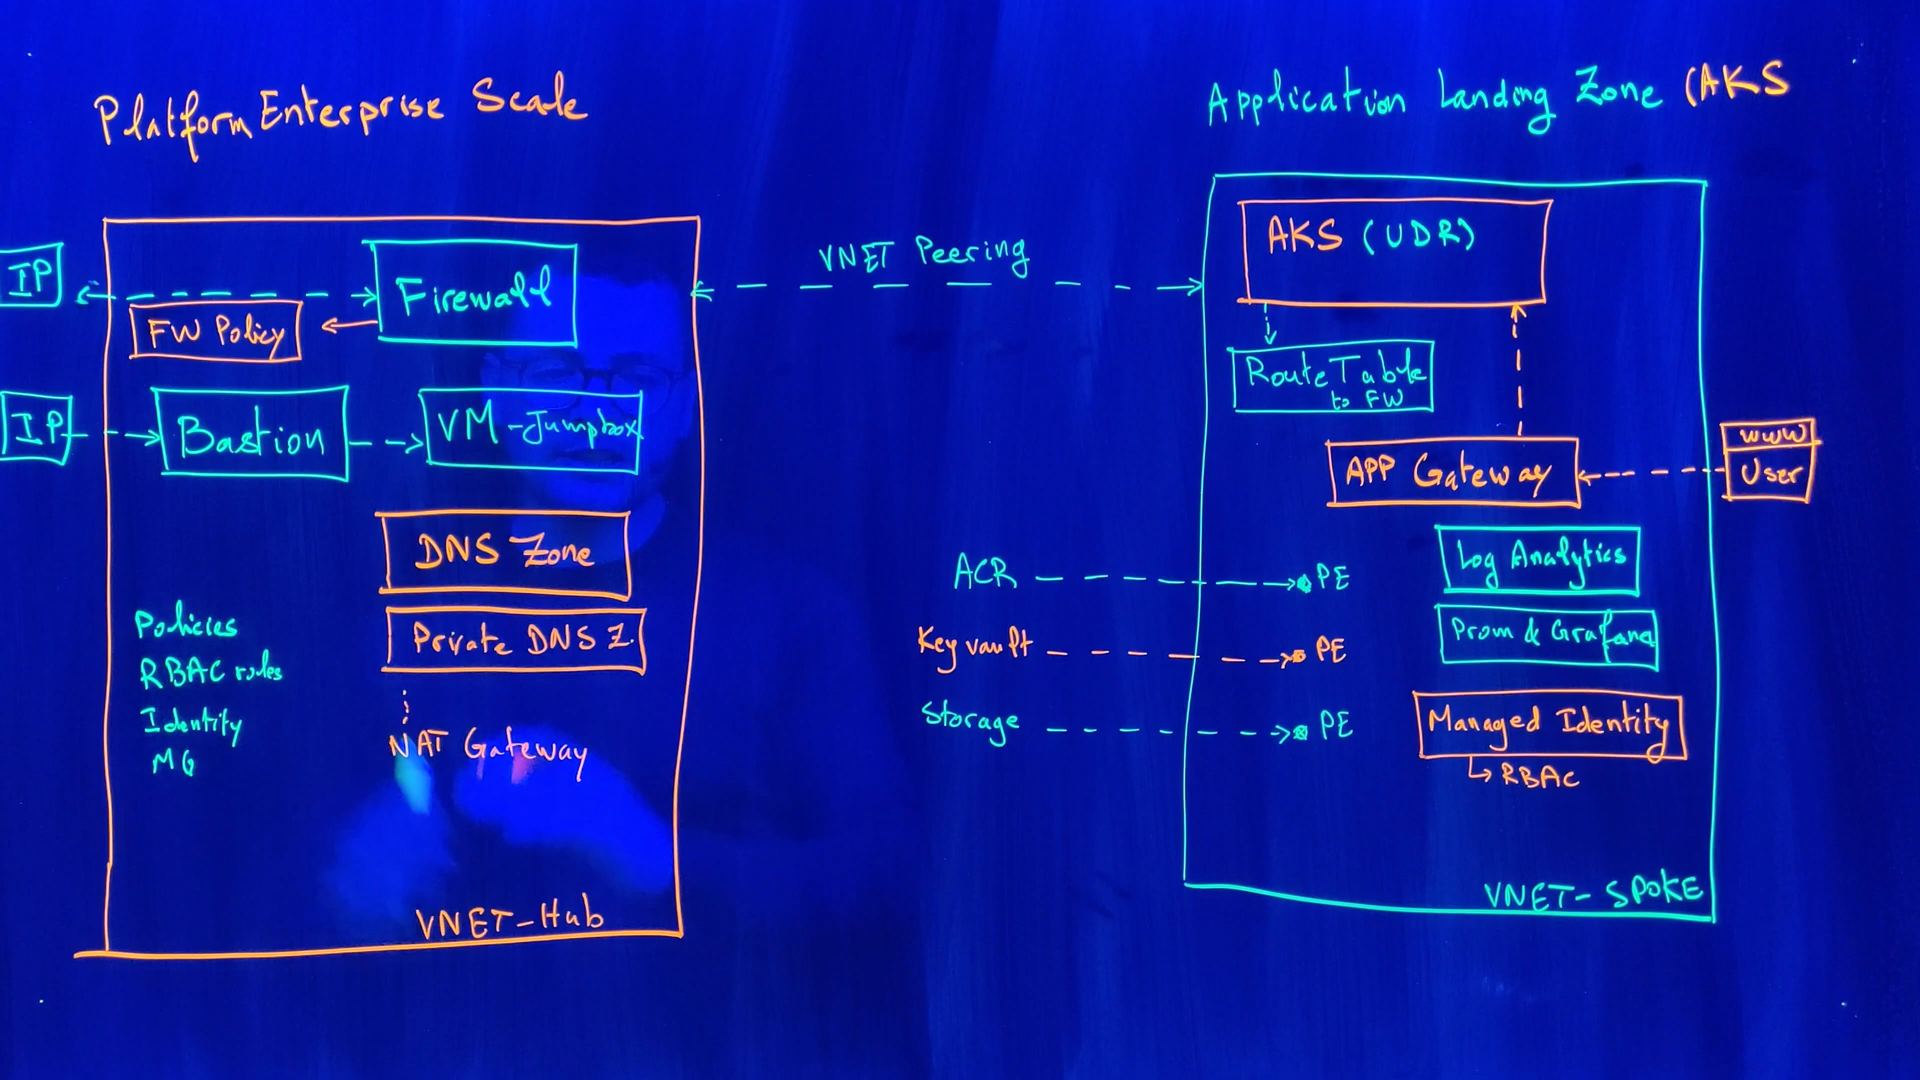 Platform Enterprise Scale
Application Landing Zone (AKS
IP
Firewall
FW Policy
IP
Bastion
VM-Jumpbox
DNS Zone
Private DNS Z.
NAT Gateway
Policies
RBAC roles
Identity
MG
VNET-Hub
VNET Peering
AKS (UDR)
Route Table
to FW
APP Gateway
WWW
User
Log Analytics
Prom & Grafana
Managed Identity
RBAC
ACR
PE
Key vault
PE
Storage
PE
VNET-SPOKE